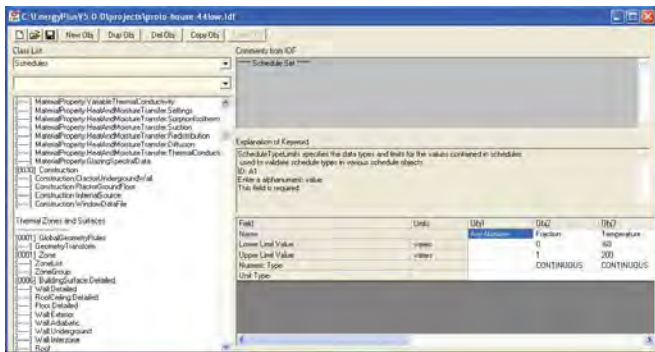 C:\EnergyPlusV5-0-0\projects\proto-house-44low.idf
New Obj Dup Obj Del Obj Copy Obj
Class List
Schedules
[------] MaterialProperty:VariableThermalConductivity
[------] MaterialProperty:HeatAndMoistureTransfer:Settings
[------] MaterialProperty:HeatAndMoistureTransfer:SorptionIsotherm
[------] MaterialProperty:HeatAndMoistureTransfer:Suction
[------] MaterialProperty:HeatAndMoistureTransfer:Redistribution
[------] MaterialProperty:HeatAndMoistureTransfer:Diffusion
[------] MaterialProperty:HeatAndMoistureTransfer:ThermalConducti
[------] MaterialProperty:GlazingSpectralData
Construction
[------] Construction:CfactorUndergroundWall
[------] Construction:FfactorGroundFloor
[------] Construction:InternalSource
[------] Construction:WindowDataFile
Thermal Zones and Surfaces
[0001] GlobalGeometryRules
[------] GeometryTransform
[0001] Zone
[------] ZoneList
[------] ZoneGroup
[0006] BuildingSurface:Detailed
[------] Wall:Detailed
[------] RoofCeiling:Detailed
[------] Floor:Detailed
[------] Wall:Exterior
[------] Wall:Adiabatic
[------] Wall:Underground
[------] Wall:Interzone
[------] Roof
Comments from IDF
Schedule Set
Explanation of Keyword
ScheduleTypeLimits specifies the data types and limits for the values contained in schedules
used to validate schedule types in various schedule objects
ID: A1
Enter a alphanumeric value
This field is required.
Field Units Obj1 Obj2 Obj3
Name Any Number Fraction Temperature
Lower Limit Value varies 0 -60
Upper Limit Value varies 1 200
Numeric Type CONTINUOUS CONTINUOUS
Unit Type